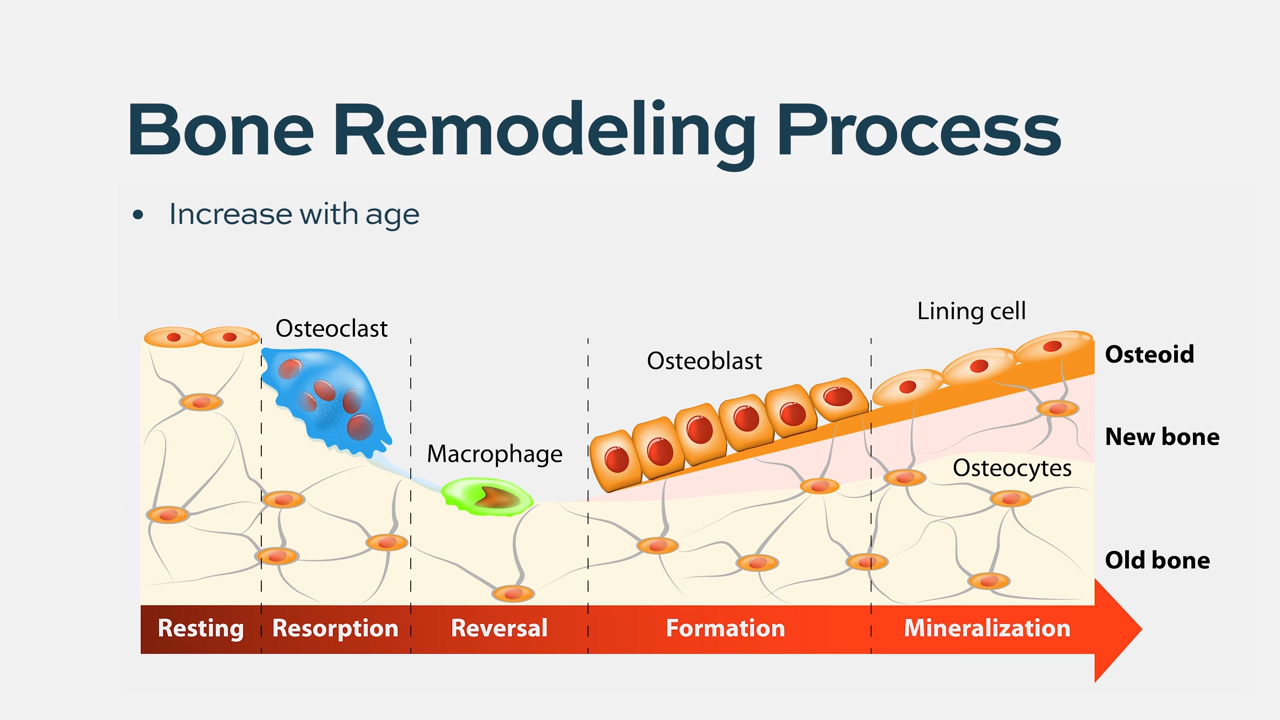 Bone Remodeling Process
• Increase with age
Lining cell
Osteoclast
Osteoblast
Osteoid
New bone
Macrophage
Osteocytes
Old bone
Resting
Resorption
Reversal
Formation
Mineralization